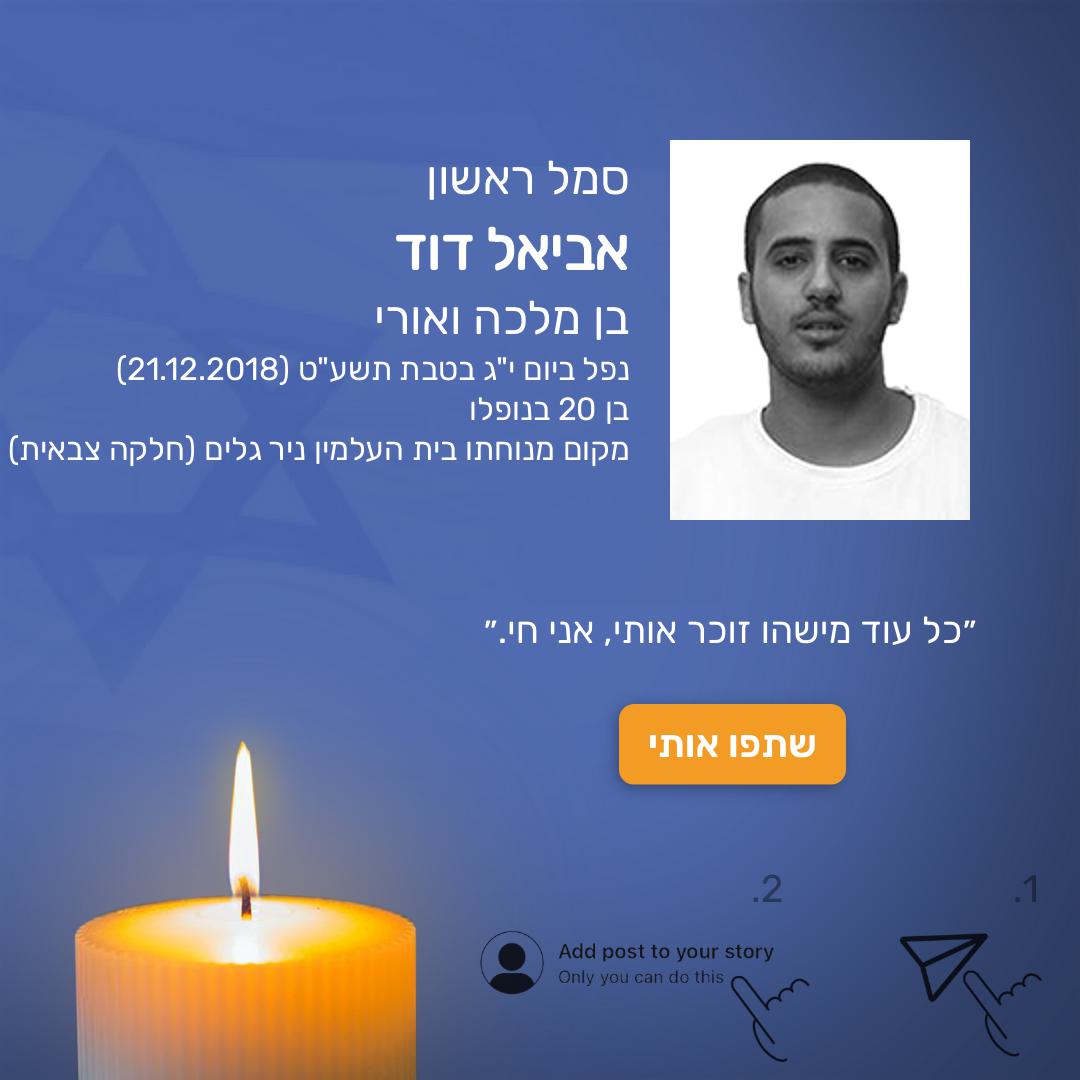 סמל ראשון
אביאל דוד
בן מלכה ואורי
נפל ביום י"ג בטבת תשע"ט (21.12.2018)
בן 20 בנופלו
מקום מנוחתו בית העלמין ניר גלים (חלקה צבאית)
״כל עוד מישהו זוכר אותי, אני חי.״
שתפו אותי
.1
.2
Add post to your story
Only you can do this